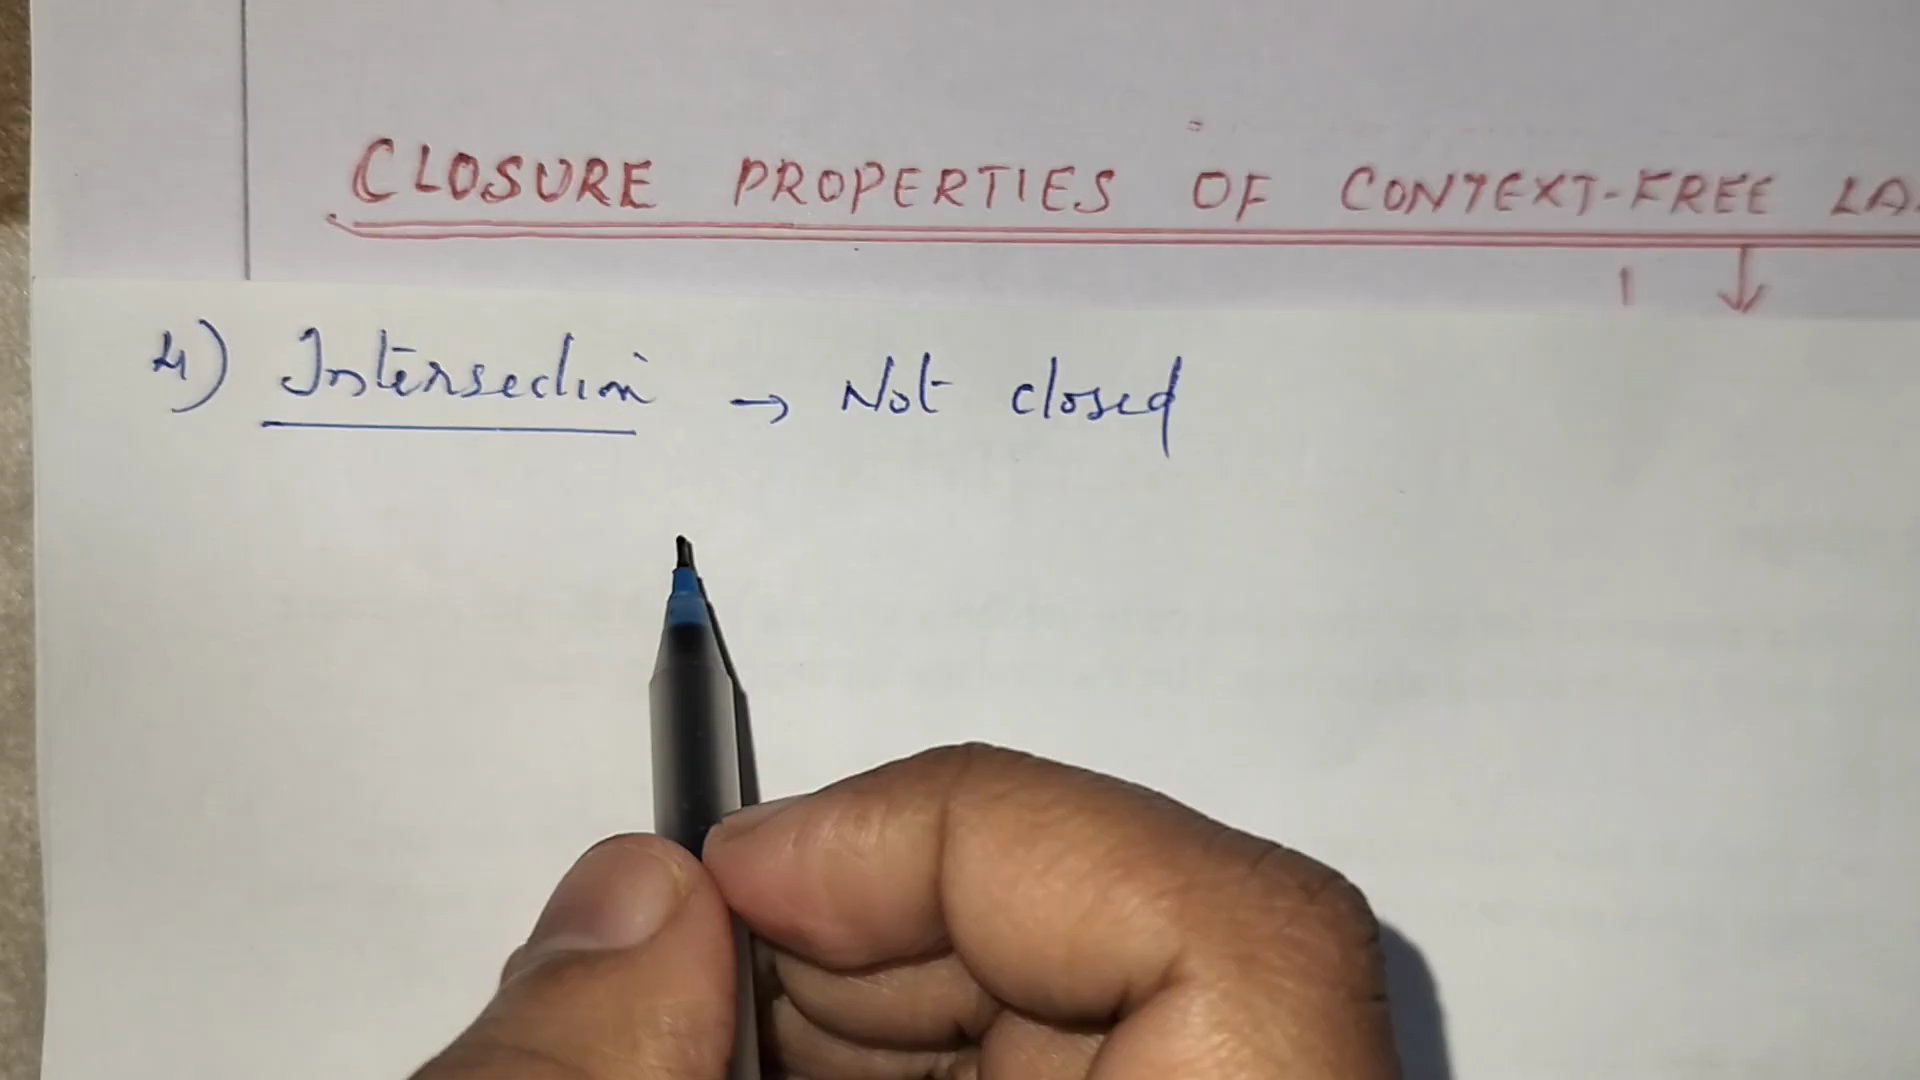 CLOSURE PROPERTIES OF CONTEXT-FREE
4) Intersection → Not closed